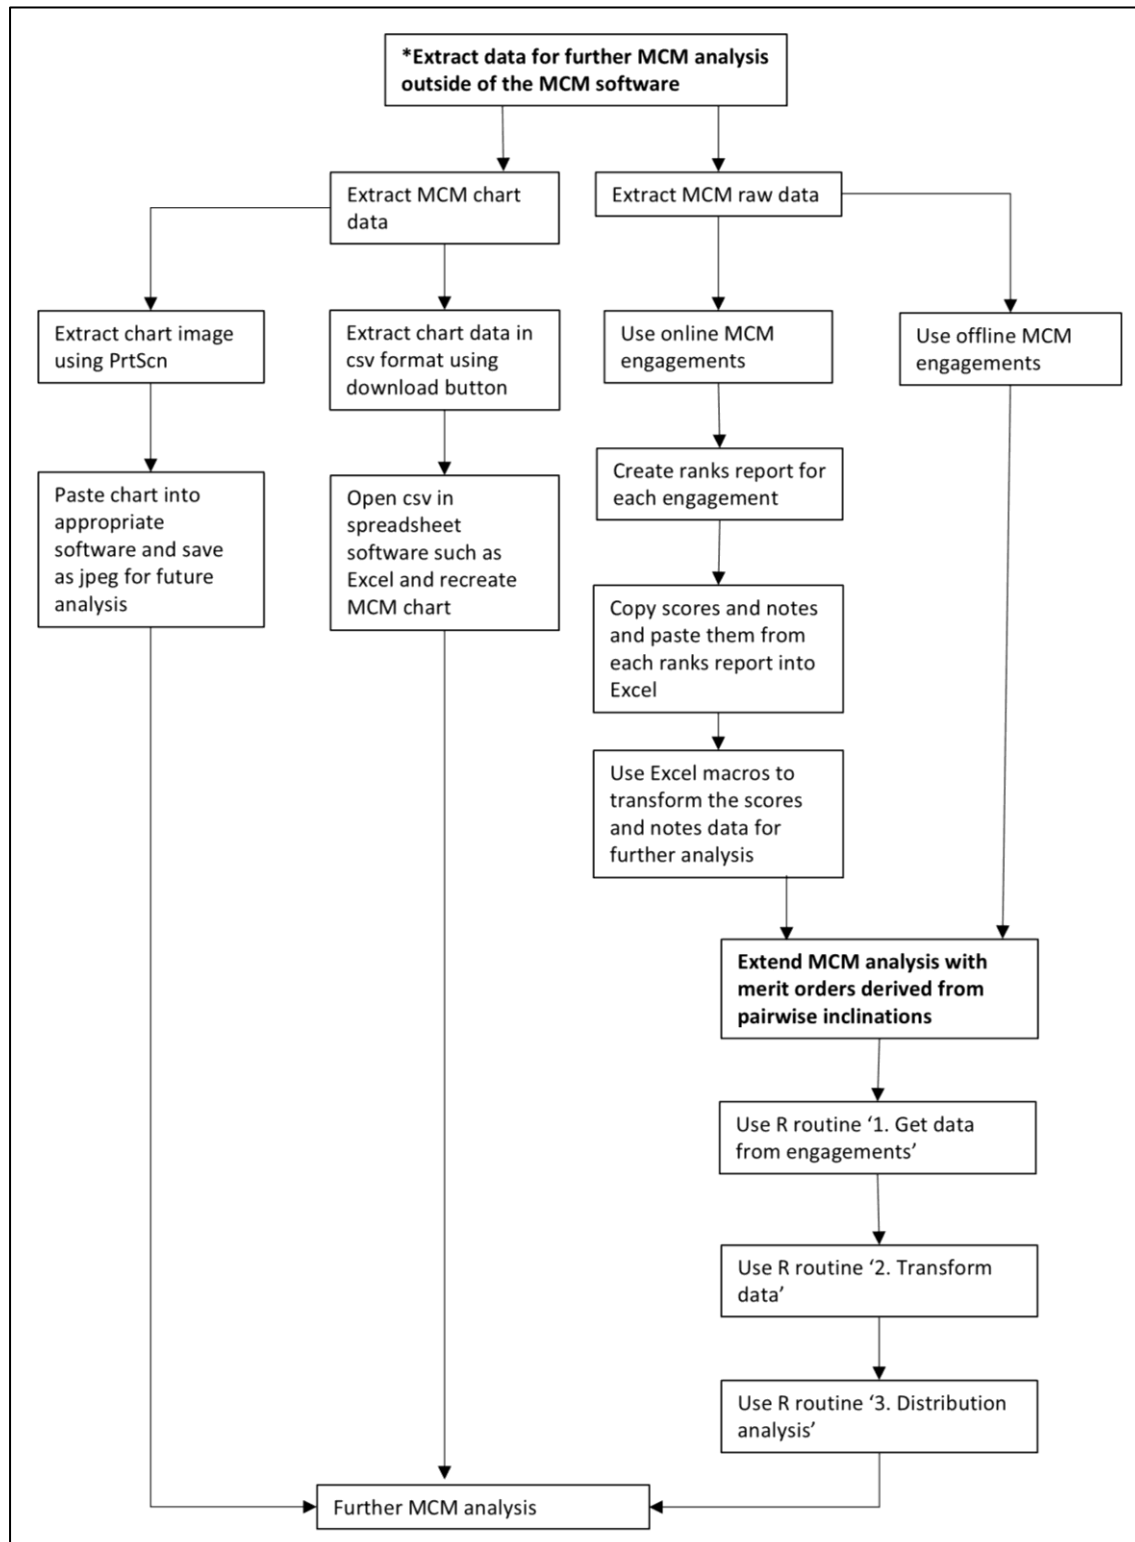 *Extract data for further MCM analysis
outside of the MCM software
Extract MCM chart
data
Extract MCM raw data
Extract chart image
using PrtScn
Extract chart data in
csv format using
download button
Use online MCM
engagements
Use offline MCM
engagements
Paste chart into
appropriate
software and save
as jpeg for future
analysis
Open csv in
spreadsheet
software such as
Excel and recreate
MCM chart
Create ranks report for
each engagement
Copy scores and notes
and paste them from
each ranks report into
Excel
Use Excel macros to
transform the scores
and notes data for
further analysis
Extend MCM analysis with
merit orders derived from
pairwise inclinations
Use R routine ‘1. Get data
from engagements’
Use R routine ‘2. Transform
data’
Use R routine ‘3. Distribution
analysis’
Further MCM analysis